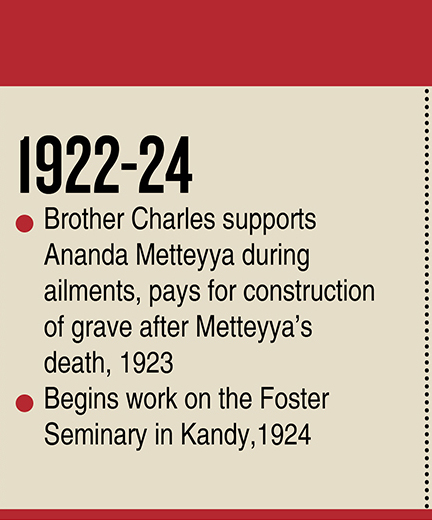 1922-24
Brother Charles supports
Ananda Metteyya during
ailments, pays for construction
of grave after Metteyya’s
death, 1923
Begins work on the Foster
Seminary in Kandy,1924